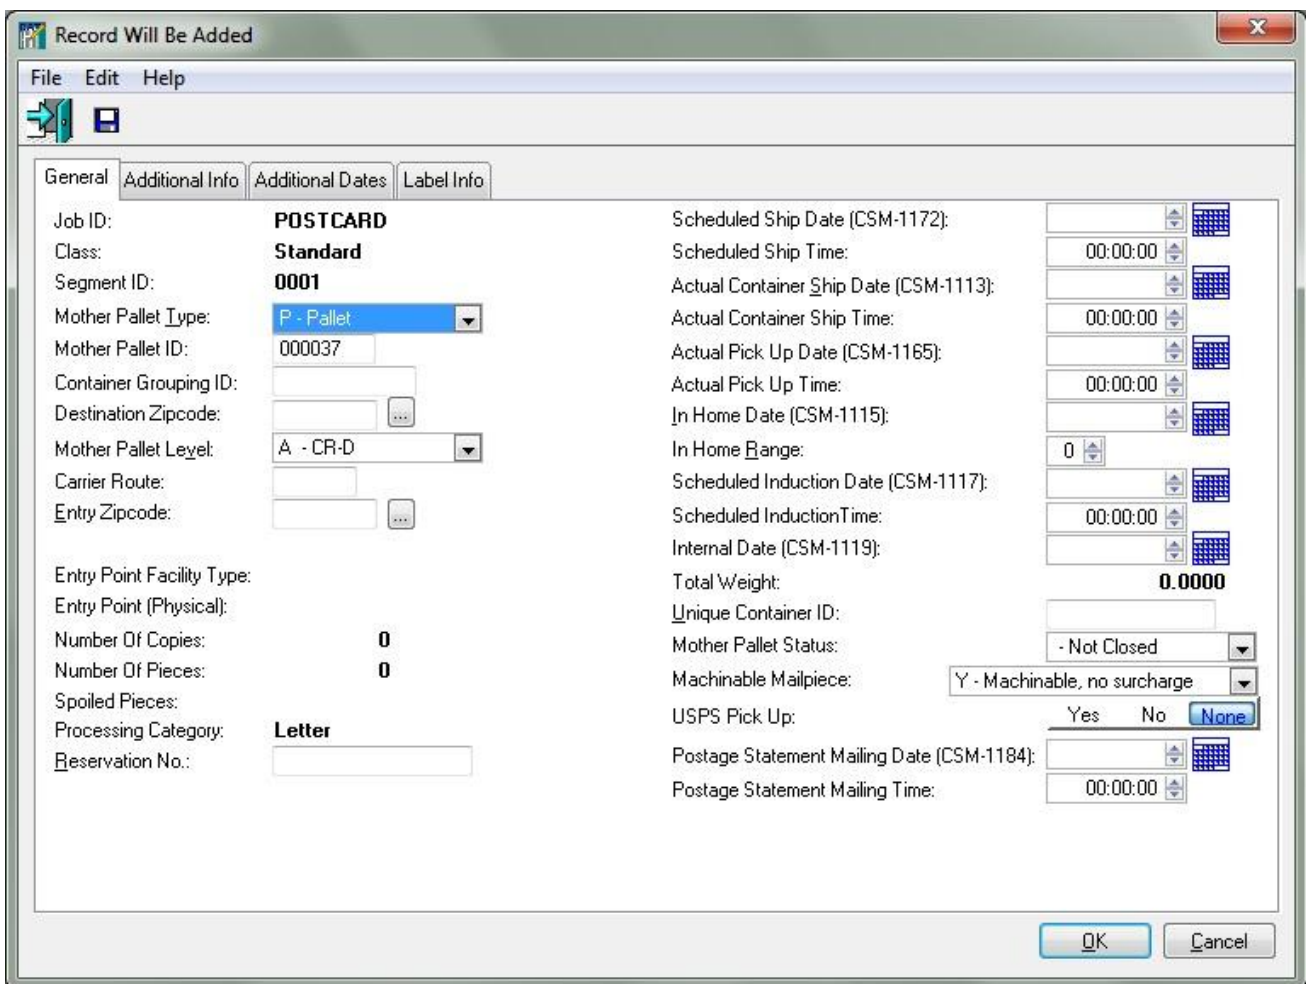 Record Will Be Added
File Edit Help
General Additional Info Additional Dates Label Info
Job ID: POSTCARD
Class: Standard
Segment ID: 0001
Mother Pallet Type: P - Pallet
Mother Pallet ID: 000037
Container Grouping ID:
Destination Zipcode: ...
Mother Pallet Level: A - CR-D
Carrier Route:
Entry Zipcode: ...
Entry Point Facility Type:
Entry Point (Physical):
Number Of Copies: 0
Number Of Pieces: 0
Spoiled Pieces:
Processing Category: Letter
Reservation No.:
Scheduled Ship Date (CSM-1172):
Scheduled Ship Time: 00:00:00
Actual Container Ship Date (CSM-1113):
Actual Container Ship Time: 00:00:00
Actual Pick Up Date (CSM-1165):
Actual Pick Up Time: 00:00:00
In Home Date (CSM-1115):
In Home Range: 0
Scheduled Induction Date (CSM-1117):
Scheduled InductionTime: 00:00:00
Internal Date (CSM-1119):
Total Weight: 0.0000
Unique Container ID:
Mother Pallet Status: - Not Closed
Machinable Mailpiece: Y - Machinable, no surcharge
USPS Pick Up: Yes No None
Postage Statement Mailing Date (CSM-1184):
Postage Statement Mailing Time: 00:00:00
OK Cancel